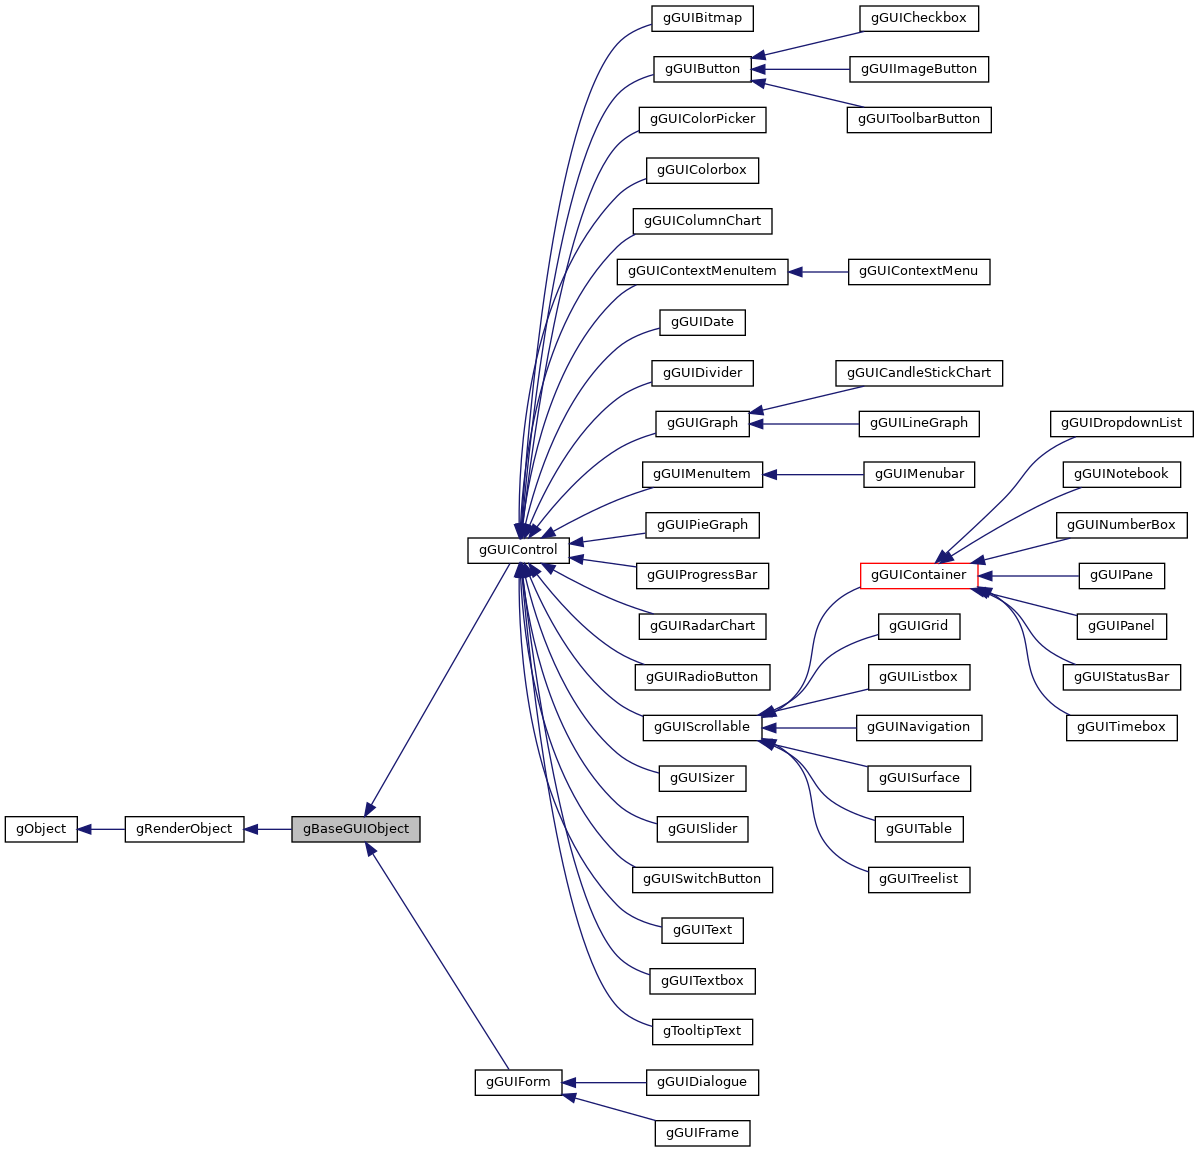 gGUIBitmap
gGUICheckbox
gGUIButton
gGUIImageButton
gGUIColorPicker
gGUIToolbarButton
gGUIColorbox
gGUIColumnChart
gGUIContextMenuItem
gGUIContextMenu
gGUIDate
gGUIDivider
gGUICandleStickChart
gGUIGraph
gGUILineGraph
gGUIDropdownList
gGUIMenuItem
gGUIMenubar
gGUINotebook
gGUIPieGraph
gGUINumberBox
gGUIControl
gGUIProgressBar
gGUIContainer
gGUIPane
gGUIRadarChart
gGUIGrid
gGUIPanel
gGUIRadioButton
gGUIListbox
gGUIStatusBar
gGUIScrollable
gGUINavigation
gGUITimebox
gGUISizer
gGUISurface
gObject
gRenderObject
gBaseGUIObject
gGUISlider
gGUITable
gGUISwitchButton
gGUITreelist
gGUIText
gGUITextbox
gTooltipText
gGUIForm
gGUIDialogue
gGUIFrame